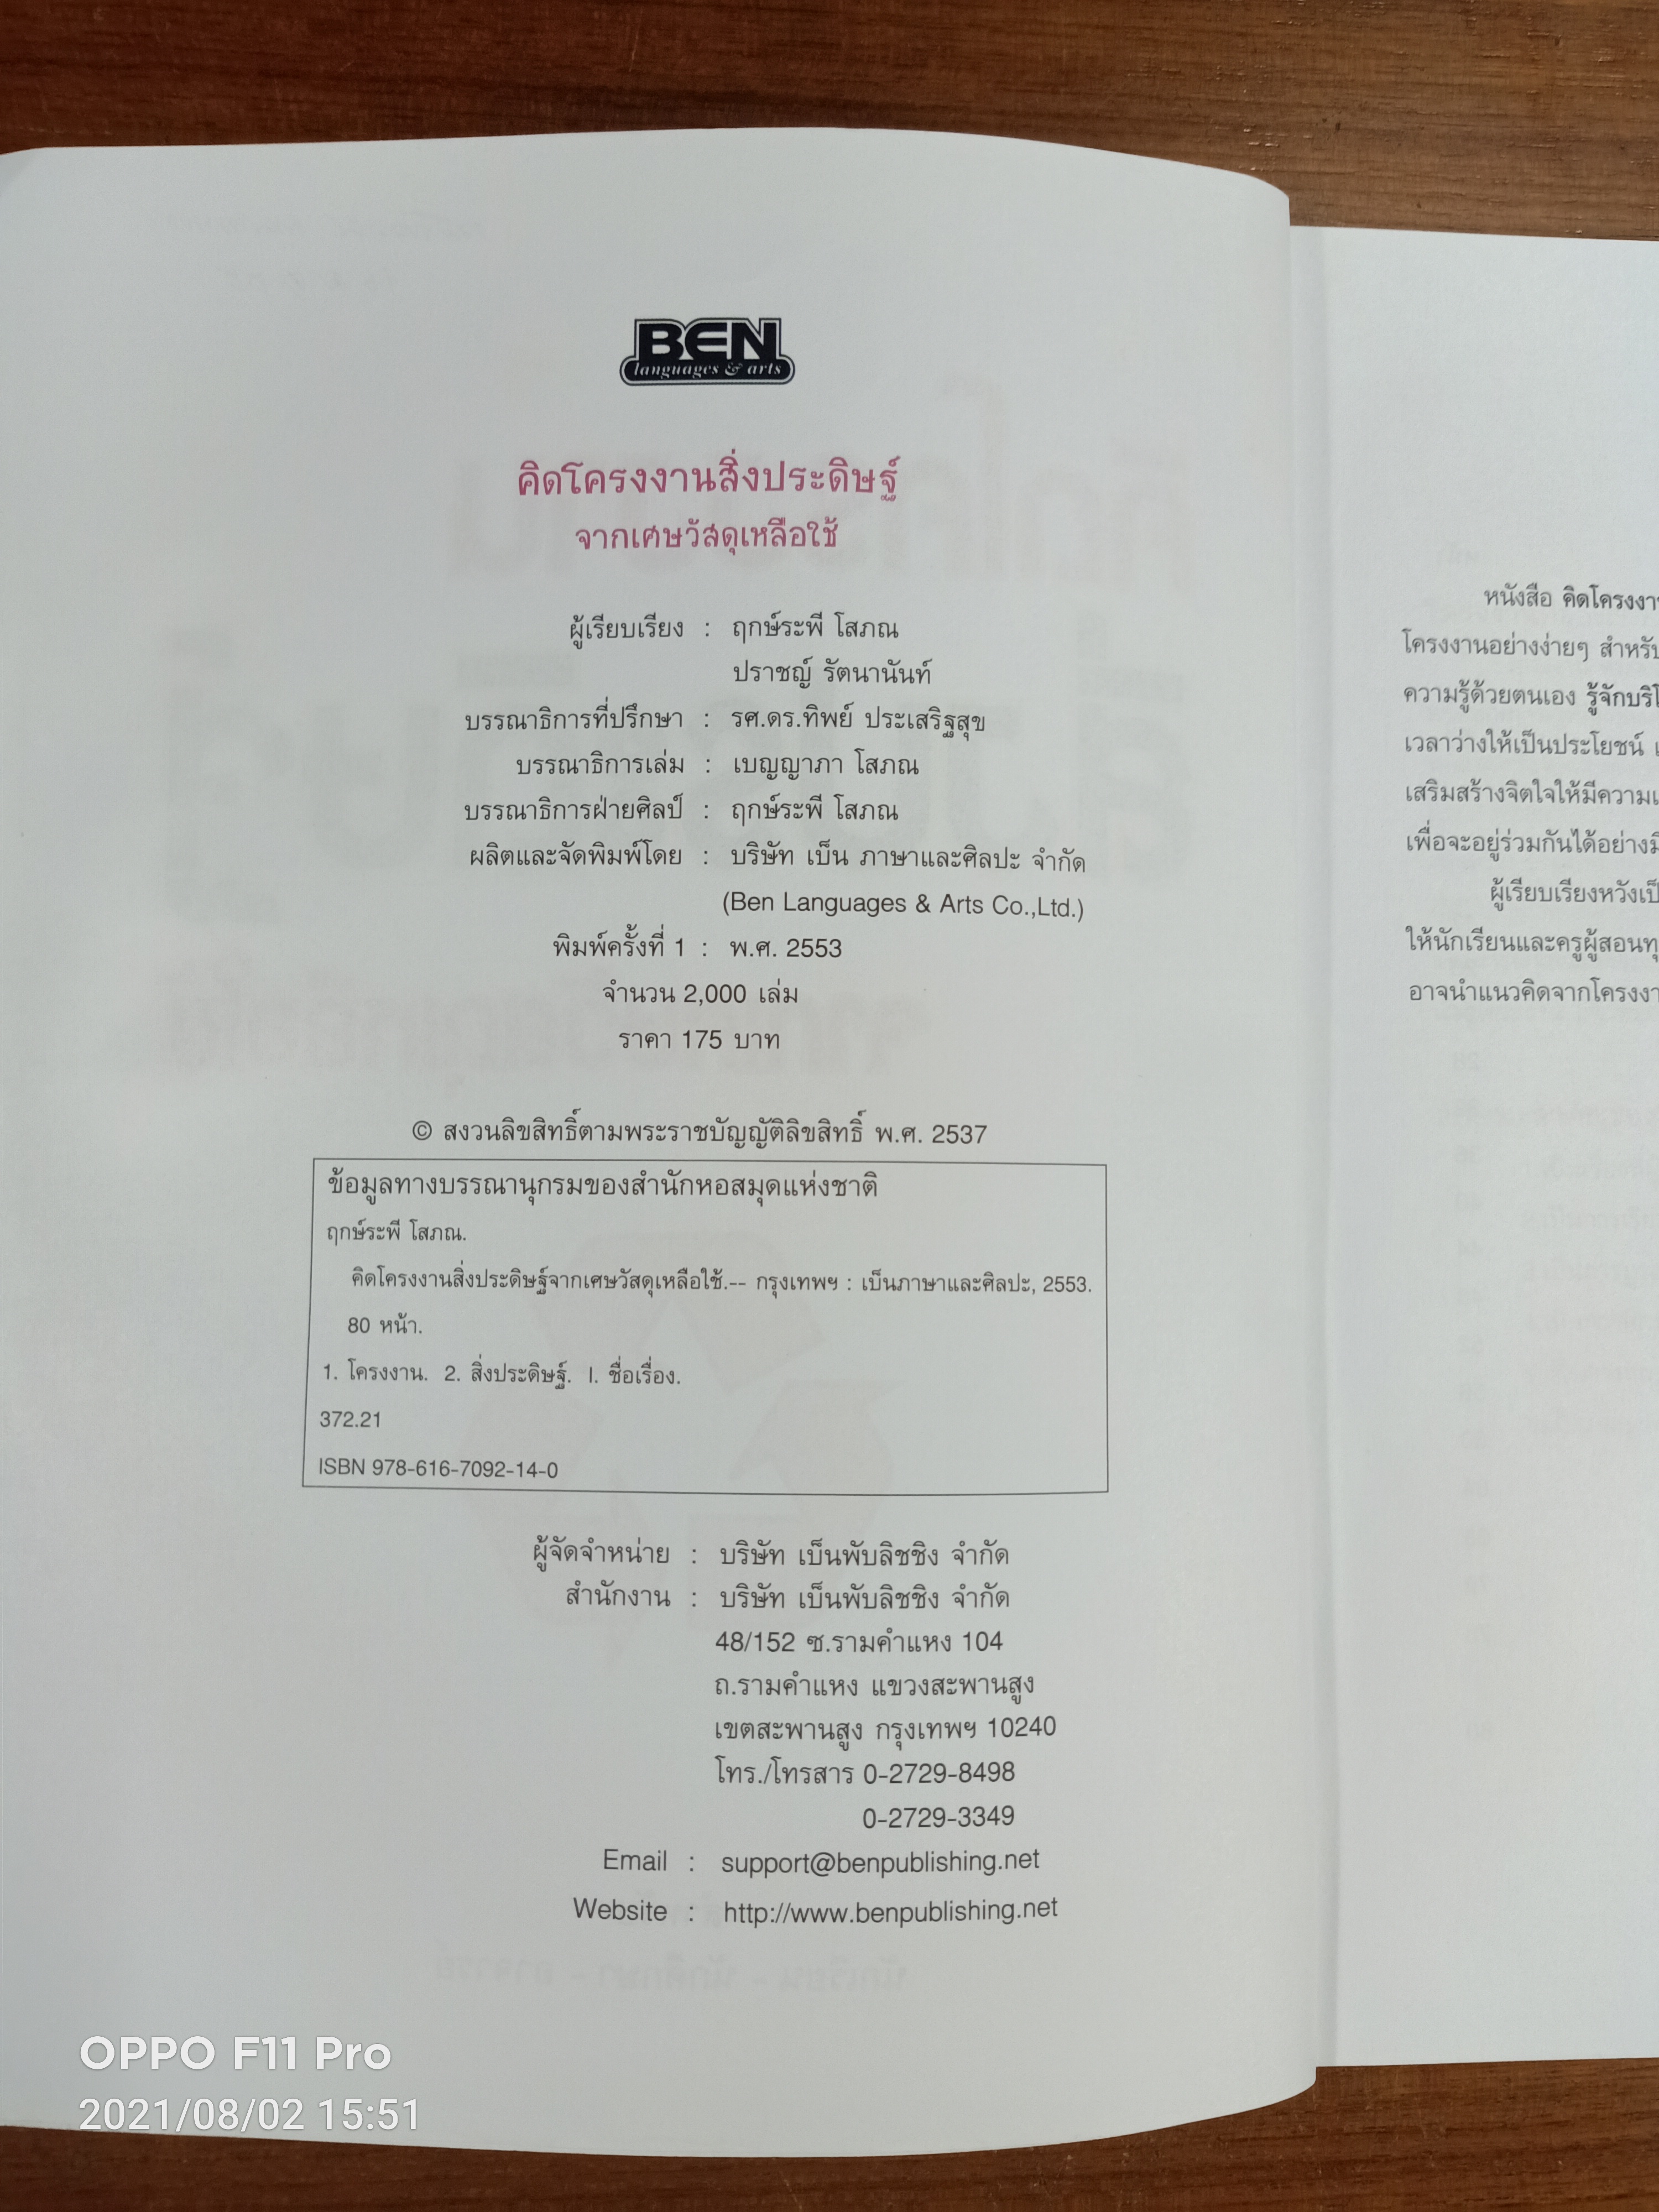 BEN
languages & arts
คิดโครงงานสิ่งประดิษฐ์
จากเศษวัสดุเหลือใช้
ผู้เรียบเรียง : ฤกษ์ระพี โสภณ
ปราชญ์ รัตนานันท์
บรรณาธิการที่ปรึกษา : รศ.ดร.ทิพย์ ประเสริฐสุข
บรรณาธิการเล่ม : เบญญาภา โสภณ
บรรณาธิการฝ่ายศิลป์ : ฤกษ์ระพี โสภณ
ผลิตและจัดพิมพ์โดย : บริษัท เบ็น ภาษาและศิลปะ จำกัด
(Ben Languages & Arts Co.,Ltd.)
พิมพ์ครั้งที่ 1 : พ.ศ. 2553
จำนวน 2,000 เล่ม
ราคา 175 บาท
© สงวนลิขสิทธิ์ตามพระราชบัญญัติลิขสิทธิ์ พ.ศ. 2537
ข้อมูลทางบรรณานุกรมของสำนักหอสมุดแห่งชาติ
ฤกษ์ระพี โสภณ.
คิดโครงงานสิ่งประดิษฐ์จากเศษวัสดุเหลือใช้.-- กรุงเทพฯ : เบ็นภาษาและศิลปะ, 2553.
80 หน้า.
1. โครงงาน. 2. สิ่งประดิษฐ์. I. ชื่อเรื่อง.
372.21
ISBN 978-616-7092-14-0
ผู้จัดจำหน่าย : บริษัท เบ็นพับลิชชิง จำกัด
สำนักงาน : บริษัท เบ็นพับลิชชิง จำกัด
48/152 ซ.รามคำแหง 104
ถ.รามคำแหง แขวงสะพานสูง
เขตสะพานสูง กรุงเทพฯ 10240
โทร./โทรสาร 0-2729-8498
0-2729-3349
Email : support@benpublishing.net
Website : http://www.benpublishing.net
หนังสือ คิดโครงงา
โครงงานอย่างง่ายๆ สำหรับ
ความรู้ด้วยตนเอง รู้จักบริโ
เวลาว่างให้เป็นประโยชน์ แ
เสริมสร้างจิตใจให้มีความ
เพื่อจะอยู่ร่วมกันได้อย่างมี
ผู้เรียบเรียงหวังเป็
ให้นักเรียนและครูผู้สอนทุ
อาจนำแนวคิดจากโครงงา
OPPO F11 Pro
2021/08/02 15:51